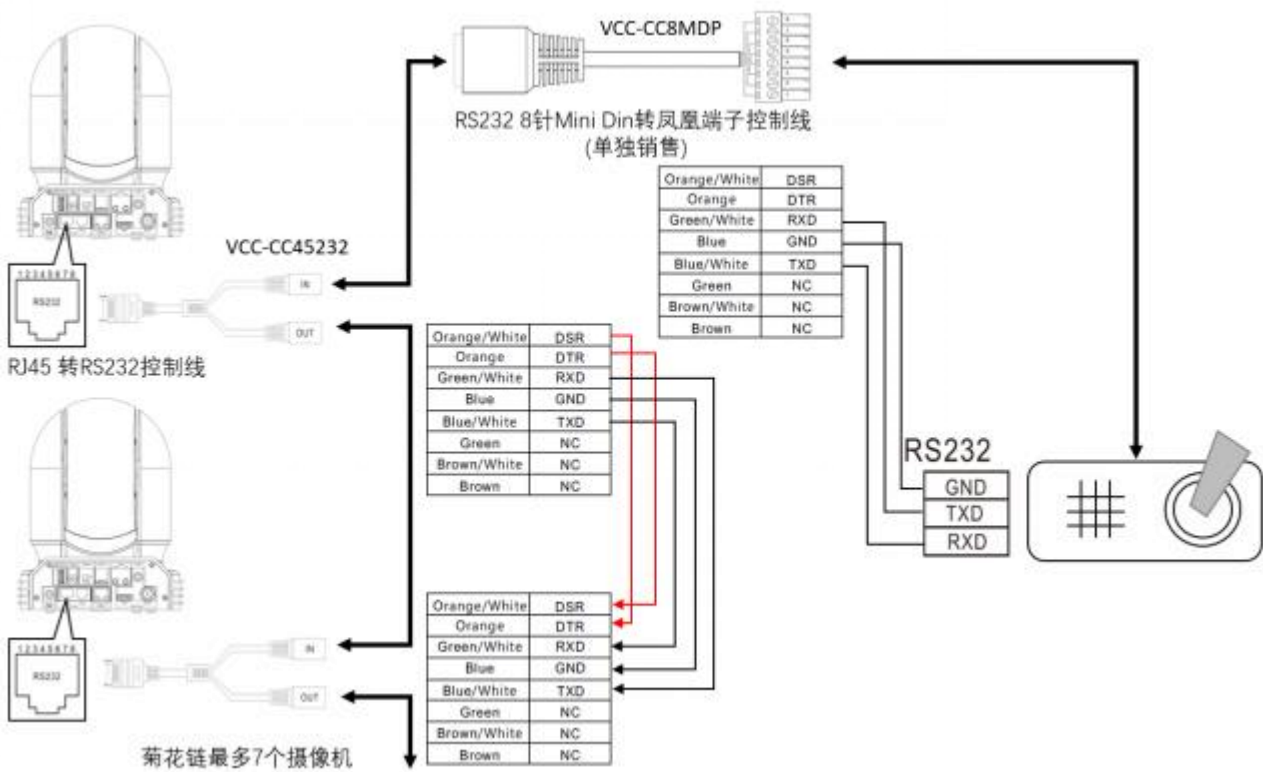 VCC-CC8MDP
RS232 8针Mini Din转凤凰端子控制线
(单独销售)
Orange/White DSR
Orange DTR
Green/White RXD
Blue GND
Blue/White TXD
Green NC
Brown/White NC
Brown NC
VCC-CC45232
12345678
RS232
IN
OUT
RJ45 转RS232控制线
Orange/White DSR
Orange DTR
Green/White RXD
Blue GND
Blue/White TXD
Green NC
Brown/White NC
Brown NC
RS232
GND
TXD
RXD
Orange/White DSR
Orange DTR
Green/White RXD
Blue GND
Blue/White TXD
Green NC
Brown/White NC
Brown NC
12345678
RS232
IN
OUT
菊花链最多7个摄像机